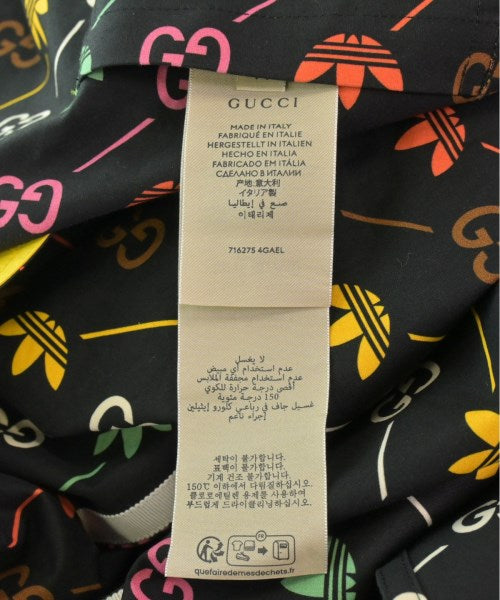 GUCCI
MADE IN ITALY
FABRIQUÉ EN ITALIE
HERGESTELLT IN ITALIEN
HECHO EN ITALIA
FABRICADO EM ITÁLIA
СДЕЛАНО В ИТАЛИИ
产地:意大利
イタリア製
صنع في إيطاليا
이태리제
716275 4GAEL
لا يغسل
عدم استخدام أي مبيض
عدم استخدام مجففة الملابس
أقصى درجة حرارة للكوي
150 درجة مئوية
غسيل جاف في رباعي كلورو إيثيلين
إجراء ناعم
세탁이 불가합니다.
표백이 불가합니다.
기계 건조 불가합니다.
150℃ 이하에서 다림질하십시오.
클로로에틸렌 용제를 사용하여
부드럽게 드라이클리닝하십시오.
FR
quefairedemesdechets.fr